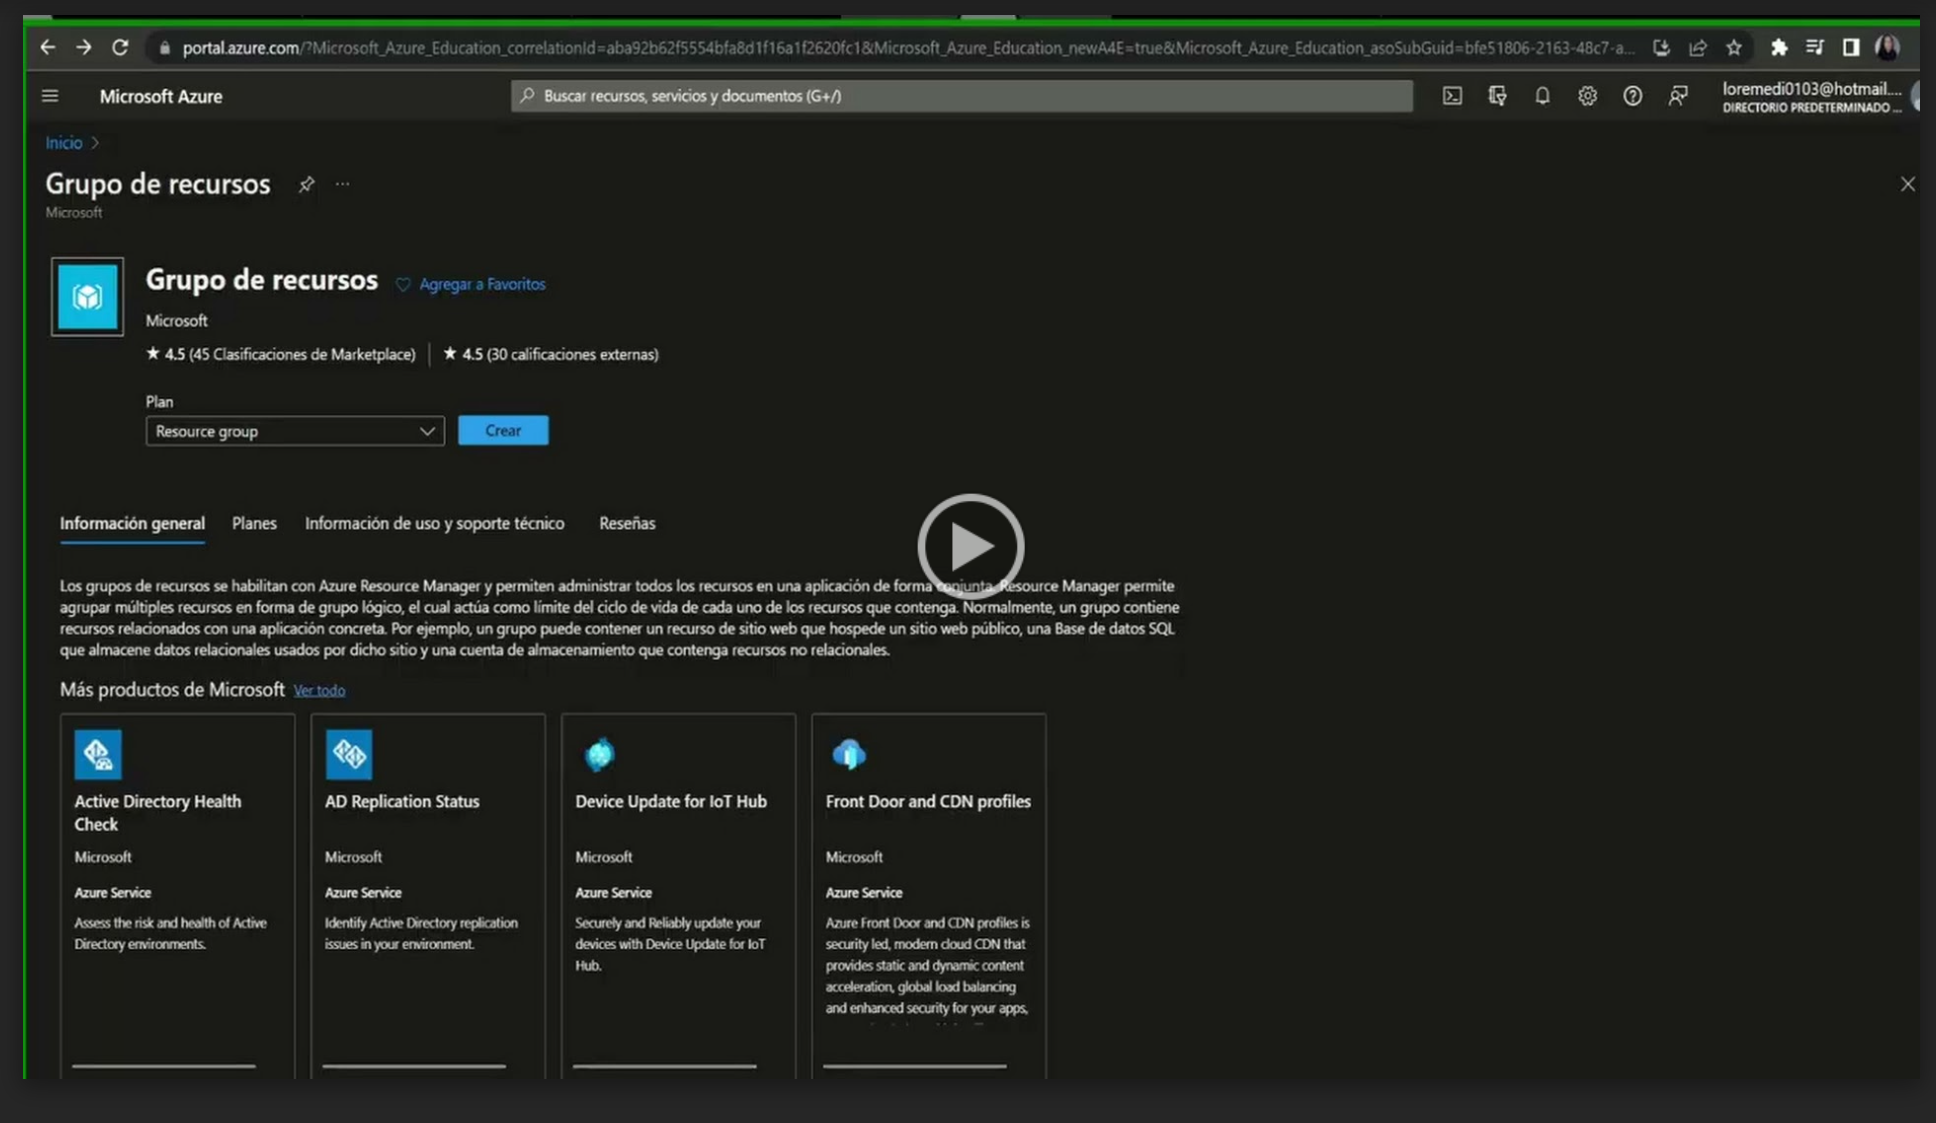 portal.azure.com/?Microsoft_Azure_Education_correlationId=aba92b62f5554bfa8d1f16a1f2620fc1&Microsoft_Azure_Education_newA4E=true&Microsoft_Azure_Education_asoSubGuid=bfe51806-2163-48c7-a...
Microsoft Azure
Buscar recursos, servicios y documentos (G+/)
loremedi0103@hotmail....
DIRECTORIO PREDETERMINADO ...
Inicio >
Grupo de recursos
Microsoft
Grupo de recursos
Agregar a Favoritos
Microsoft
★ 4.5 (45 Clasificaciones de Marketplace) | ★ 4.5 (30 calificaciones externas)
Plan
Resource group
Crear
Información general
Planes
Información de uso y soporte técnico
Reseñas
Los grupos de recursos se habilitan con Azure Resource Manager y permiten administrar todos los recursos en una aplicación de forma conjunta. Resource Manager permite
agrupar múltiples recursos en forma de grupo lógico, el cual actúa como límite del ciclo de vida de cada uno de los recursos que contenga. Normalmente, un grupo contiene
recursos relacionados con una aplicación concreta. Por ejemplo, un grupo puede contener un recurso de sitio web que hospede un sitio web público, una Base de datos SQL
que almacene datos relacionales usados por dicho sitio y una cuenta de almacenamiento que contenga recursos no relacionales.
Más productos de Microsoft Ver todo
Active Directory Health
Check
Microsoft
Azure Service
Assess the risk and health of Active
Directory environments.
AD Replication Status
Microsoft
Azure Service
Identify Active Directory replication
issues in your environment.
Device Update for IoT Hub
Microsoft
Azure Service
Securely and Reliably update your
devices with Device Update for IoT
Hub.
Front Door and CDN profiles
Microsoft
Azure Service
Azure Front Door and CDN profiles is
security led, modern cloud CDN that
provides static and dynamic content
acceleration, global load balancing
and enhanced security for your apps,